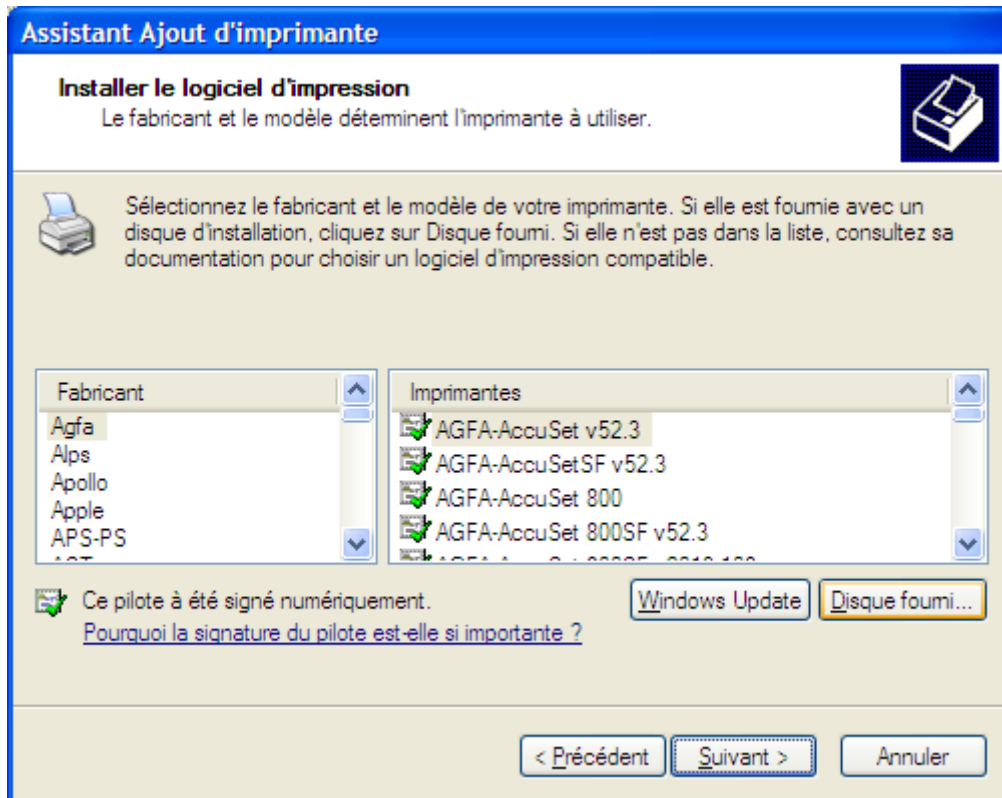 Assistant Ajout d'imprimante
Installer le logiciel d'impression
Le fabricant et le modèle déterminent l'imprimante à utiliser.
Sélectionnez le fabricant et le modèle de votre imprimante. Si elle est fournie avec un
disque d'installation, cliquez sur Disque fourni. Si elle n'est pas dans la liste, consultez sa
documentation pour choisir un logiciel d'impression compatible.
Fabricant
Agfa
Alps
Apollo
Apple
APS-PS
Imprimantes
AGFA-AccuSet v52.3
AGFA-AccuSetSF v52.3
AGFA-AccuSet 800
AGFA-AccuSet 800SF v52.3
Ce pilote à été signé numériquement.
Windows Update
Disque fourni...
Pourquoi la signature du pilote est-elle si importante ?
< Précédent
Suivant >
Annuler